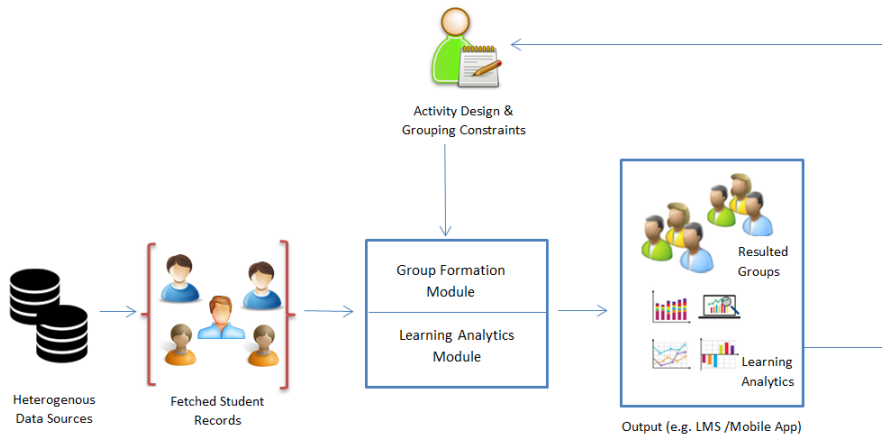 Activity Design &
Grouping Constraints
Group Formation
Module
Learning Analytics
Module
Resulted
Groups
Learning
Analytics
Heterogenous
Data Sources
Fetched Student
Records
Output (e.g. LMS /Mobile App)